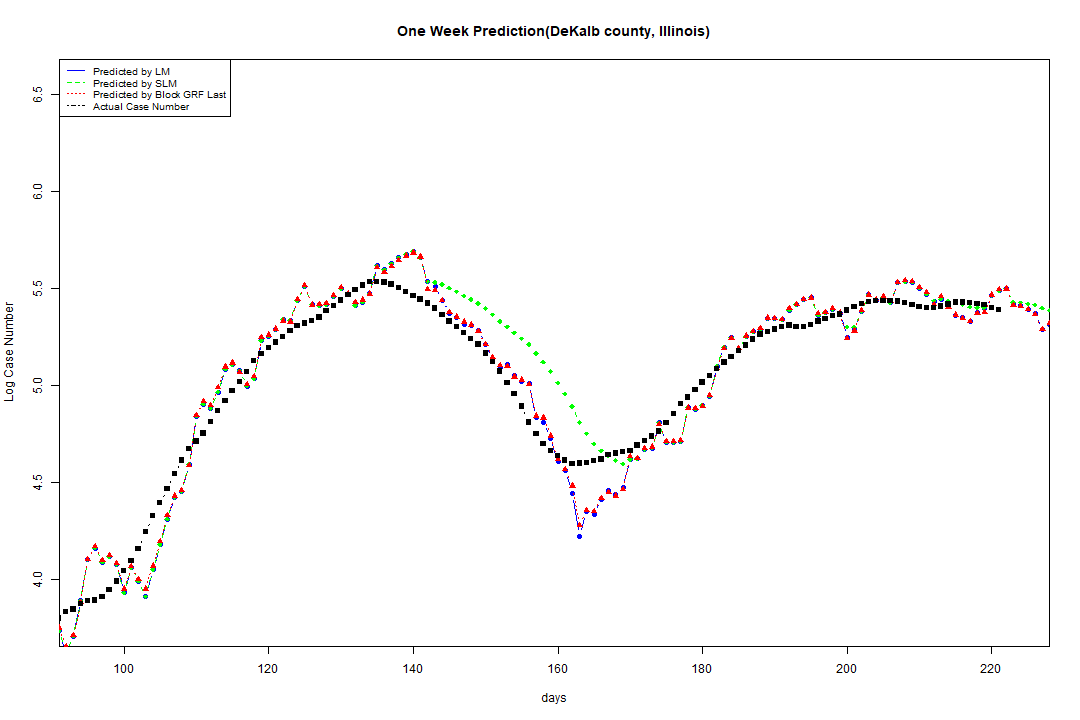 One Week Prediction(DeKalb county, Illinois)
Predicted by LM
Predicted by SLM
Predicted by Block GRF Last
Actual Case Number
Log Case Number
6.5
6.0
5.5
5.0
4.5
4.0
100 120 140 160 180 200 220
days